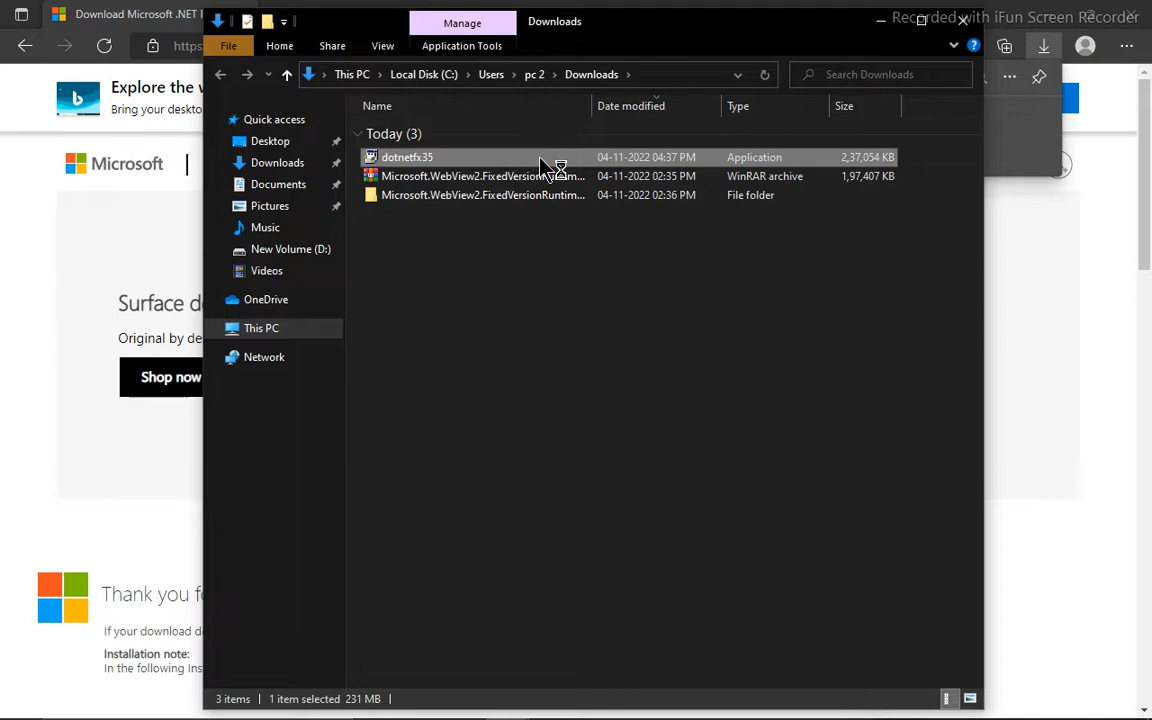 Download Microsoft .NET F
Manage
Downloads
Recorded with iFun Screen Recorder
File
Home
Share
View
Application Tools
https
This PC
Local Disk (C:)
Users
pc 2
Downloads
Search Downloads
Explore the
Bring your desktop
Microsoft
Name
Date modified
Type
Size
Today (3)
dotnetfx35
04-11-2022 04:37 PM
Application
2,37,054 KB
04-11-2022 02:35 PM
WinRAR archive
1,97,407 KB
Microsoft.WebView2.FixedVersionRuntim...
04-11-2022 02:36 PM
File folder
Quick access
Desktop
Downloads
Documents
Pictures
Music
New Volume (D:)
Videos
OneDrive
This PC
Network
Surface d
Original by de
Shop now
Thank you f
If your download d
Installation note:
In the following Ins
3 items
1 item selected
231 MB